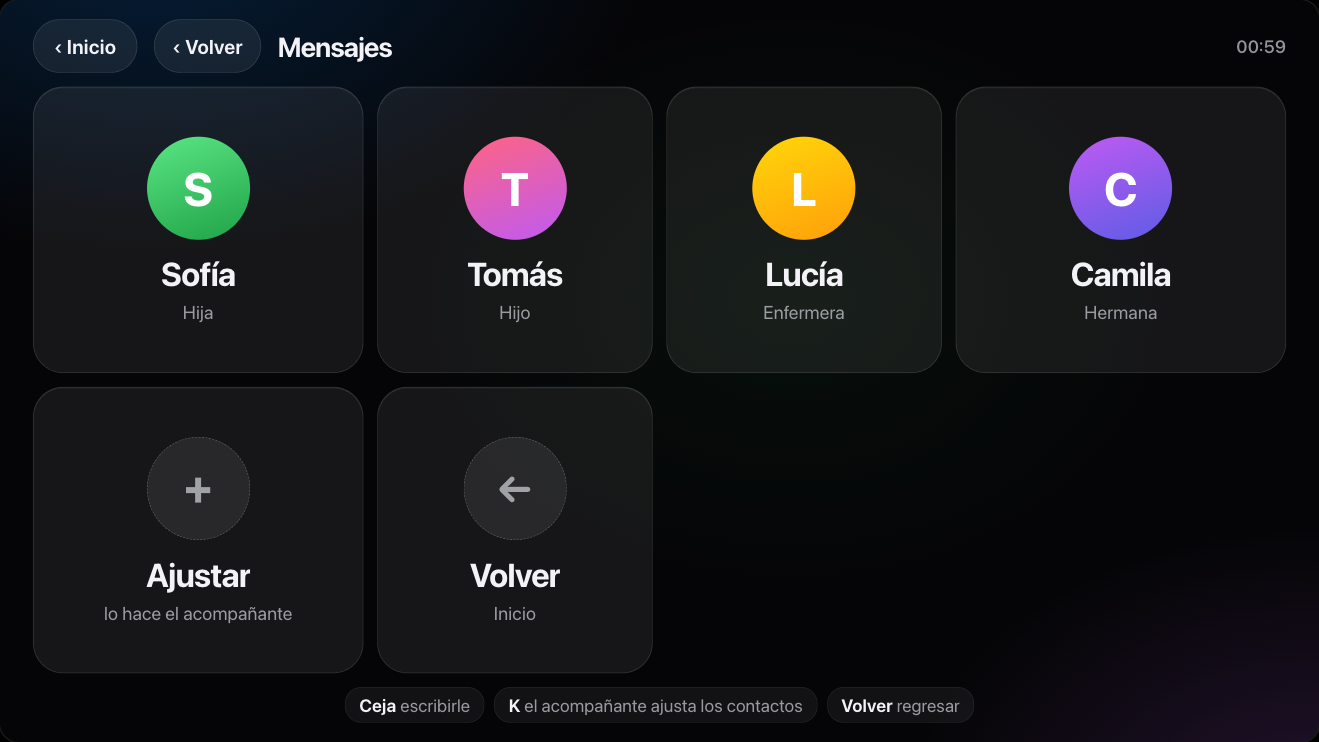 ‹ Inicio
‹ Volver
Mensajes
00:59
S
Sofía
Hija
T
Tomás
Hijo
L
Lucía
Enfermera
C
Camila
Hermana
+
Ajustar
lo hace el acompañante
←
Volver
Inicio
Ceja escribirle
K el acompañante ajusta los contactos
Volver regresar